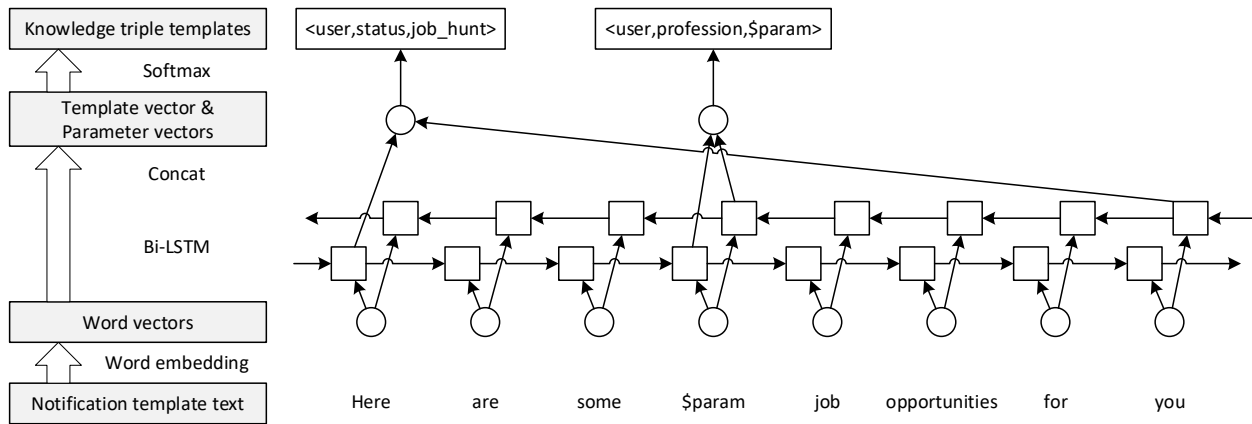 Knowledge triple templates
<user,status,job_hunt>
<user,profession,$param>
Softmax
Template vector &
Parameter vectors
Concat
Bi-LSTM
Word vectors
Word embedding
Notification template text
Here are some $param job opportunities for you